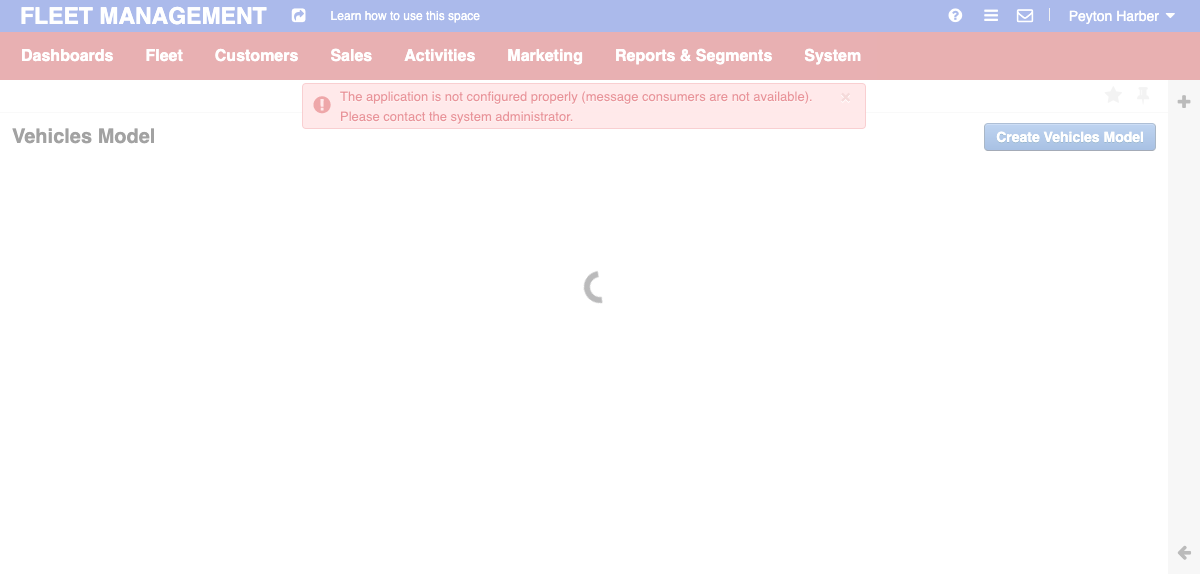 FLEET MANAGEMENT
Learn how to use this space
Peyton Harber
Dashboards
Fleet
Customers
Sales
Activities
Marketing
Reports & Segments
System
The application is not configured properly (message consumers are not available).
Please contact the system administrator.
Vehicles Model
Create Vehicles Model